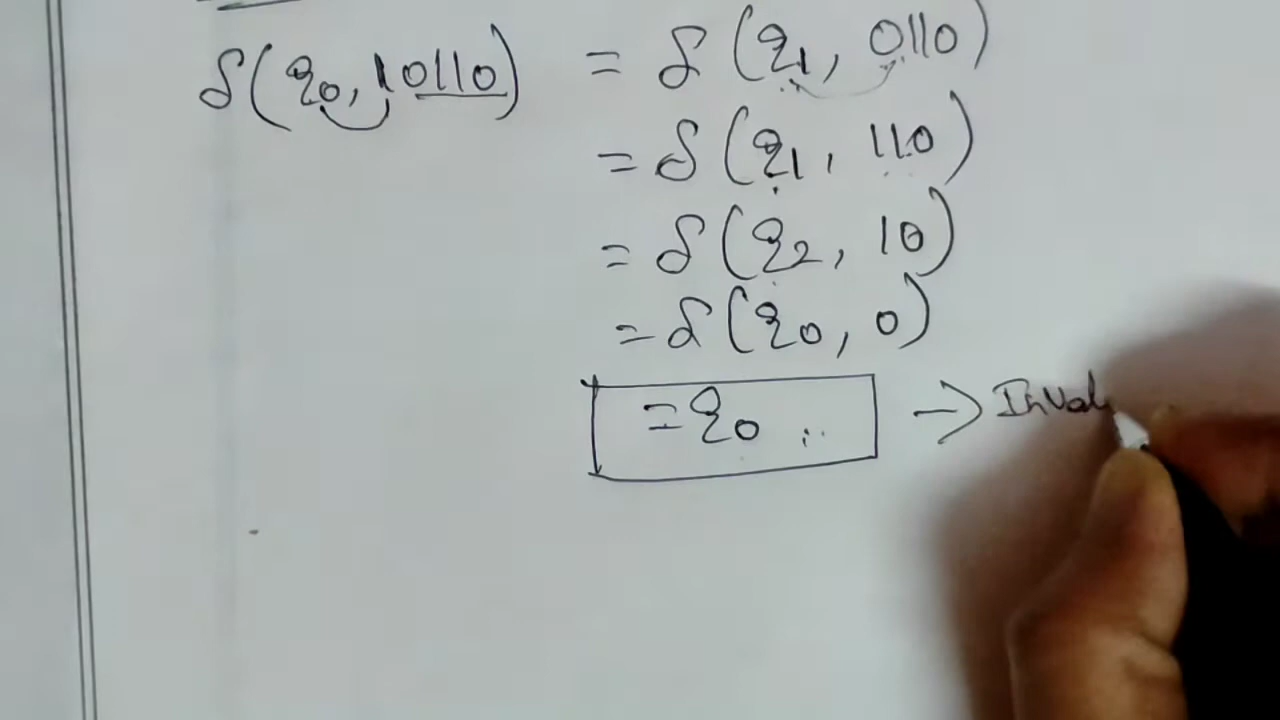 δ(q0, 10110) = δ(q1, 0110)
= δ(q1, 110)
= δ(q2, 10)
= δ(q0, 0)
= q0 → Inval